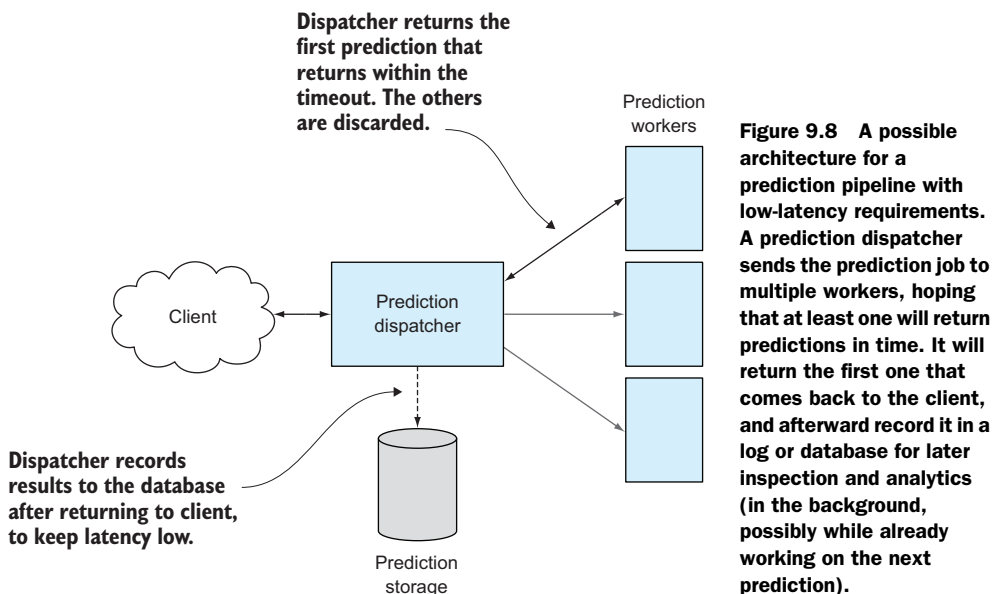 Dispatcher returns the
first prediction that
returns within the
timeout. The others
are discarded.
Prediction
workers
Client
Prediction
dispatcher
Dispatcher records
results to the database
after returning to client,
to keep latency low.
Prediction
storage
Figure 9.8 A possible
architecture for a
prediction pipeline with
low-latency requirements.
A prediction dispatcher
sends the prediction job to
multiple workers, hoping
that at least one will return
predictions in time. It will
return the first one that
comes back to the client,
and afterward record it in a
log or database for later
inspection and analytics
(in the background,
possibly while already
working on the next
prediction).